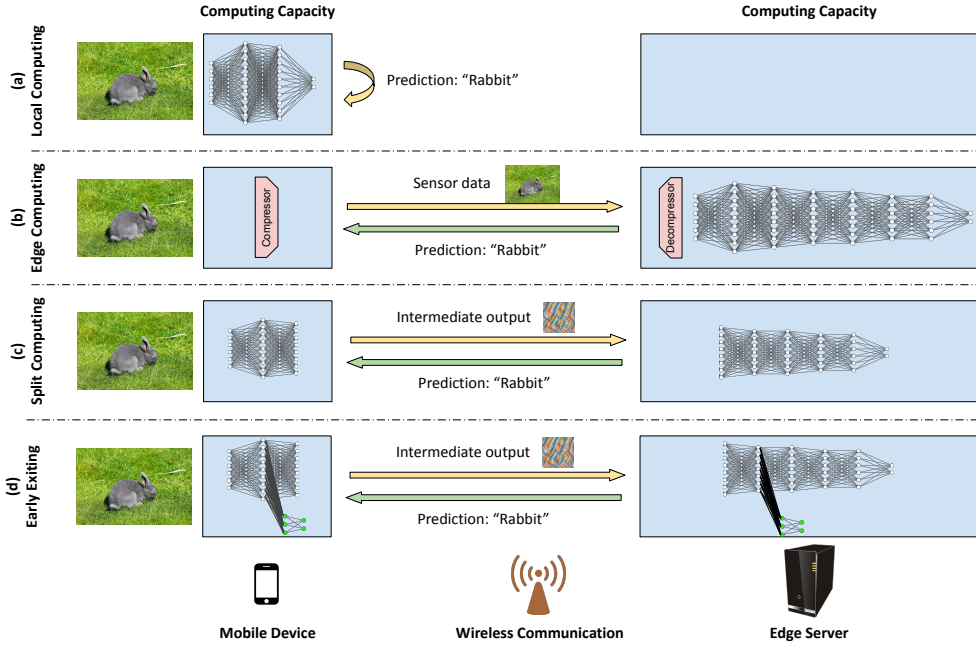 Computing Capacity
Computing Capacity
(a)
Local Computing
Prediction: “Rabbit”
(b)
Edge Computing
Compressor
Sensor data
Prediction: “Rabbit”
Decompressor
(c)
Split Computing
Intermediate output
Prediction: “Rabbit”
(d)
Early Exiting
Intermediate output
Prediction: “Rabbit”
Mobile Device
Wireless Communication
Edge Server